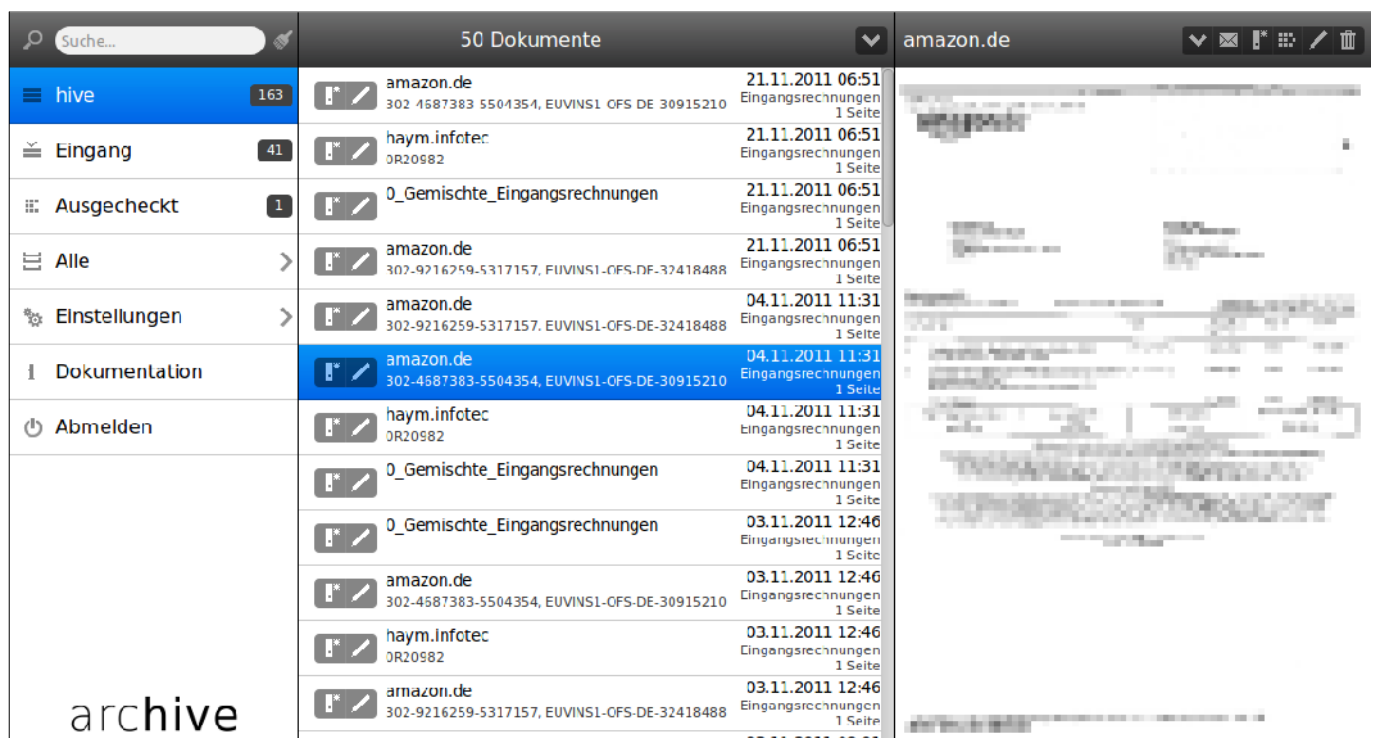 Suche...
50 Dokumente
amazon.de
hive 163
Eingang 41
Ausgecheckt 1
Alle
Einstellungen
Dokumentation
Abmelden
archive
amazon.de 21.11.2011 06:51
302-4687383-5504354, EUVINS1-OFS-DE-30915210 Eingangsrechnungen
1 Seite
haym.infotec 21.11.2011 06:51
0R20982 Eingangsrechnungen
1 Seite
0_Gemischte_Eingangsrechnungen 21.11.2011 06:51
Eingangsrechnungen
1 Seite
amazon.de 21.11.2011 06:51
302-9216259-5317157, EUVINS1-OFS-DE-32418488 Eingangsrechnungen
1 Seite
amazon.de 04.11.2011 11:31
302-9216259-5317157, EUVINS1-OFS-DE-32418488 Eingangsrechnungen
1 Seite
amazon.de 04.11.2011 11:31
302-4687383-5504354, EUVINS1-OFS-DE-30915210 Eingangsrechnungen
1 Seite
haym.infotec 04.11.2011 11:31
0R20982 Eingangsrechnungen
1 Seite
0_Gemischte_Eingangsrechnungen 04.11.2011 11:31
Eingangsrechnungen
1 Seite
0_Gemischte_Eingangsrechnungen 03.11.2011 12:46
Eingangsrechnungen
1 Seite
amazon.de 03.11.2011 12:46
302-4687383-5504354, EUVINS1-OFS-DE-30915210 Eingangsrechnungen
1 Seite
haym.infotec 03.11.2011 12:46
0R20982 Eingangsrechnungen
1 Seite
amazon.de 03.11.2011 12:46
302-9216259-5317157, EUVINS1-OFS-DE-32418488 Eingangsrechnungen
1 Seite